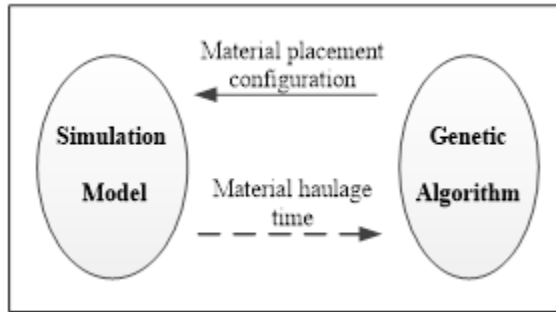 Material placement
configuration
Simulation
Model
Genetic
Algorithm
Material haulage
time